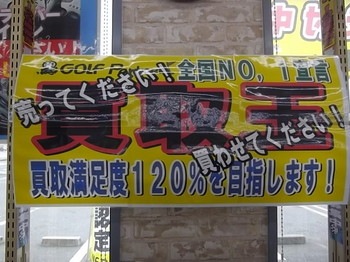 GOLF
全国NO，１宣言
売ってください！
買取王
買わせてください！
買取満足度１２０％を目指します！